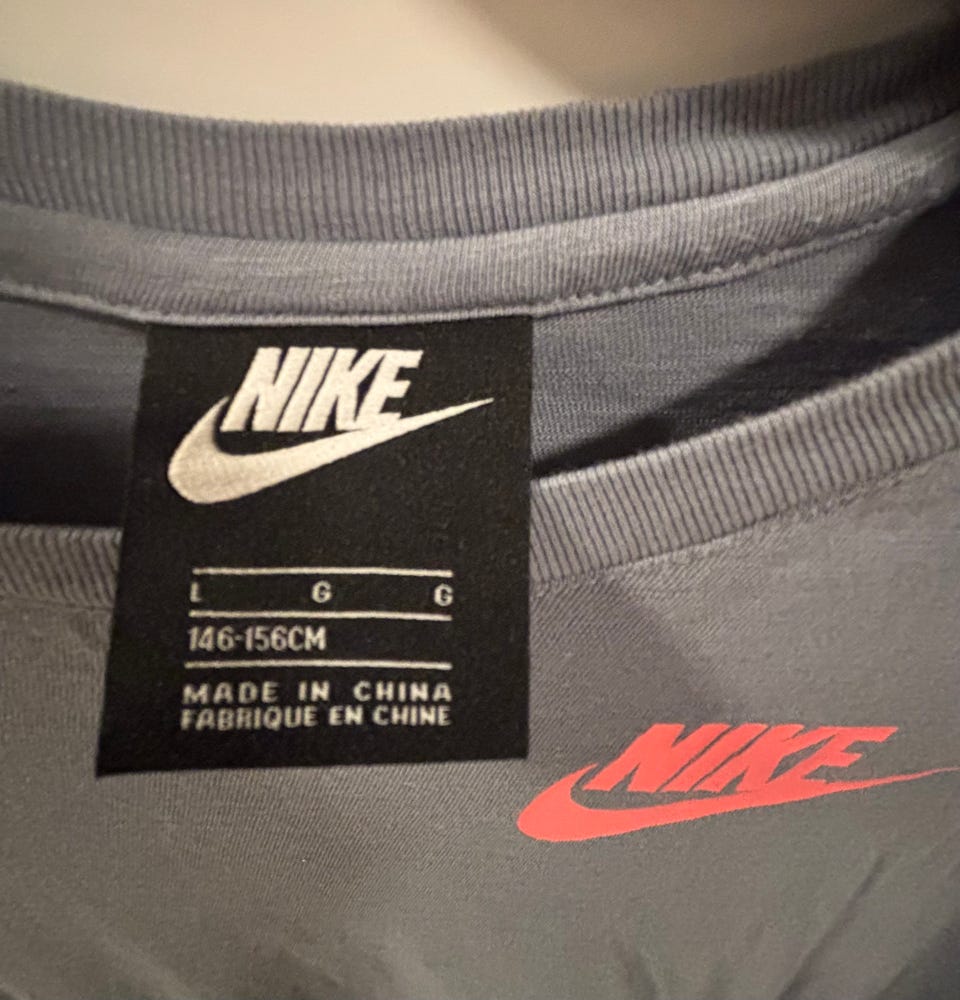 NIKE
L G G
146-156CM
MADE IN CHINA
FABRIQUE EN CHINE
NIKE